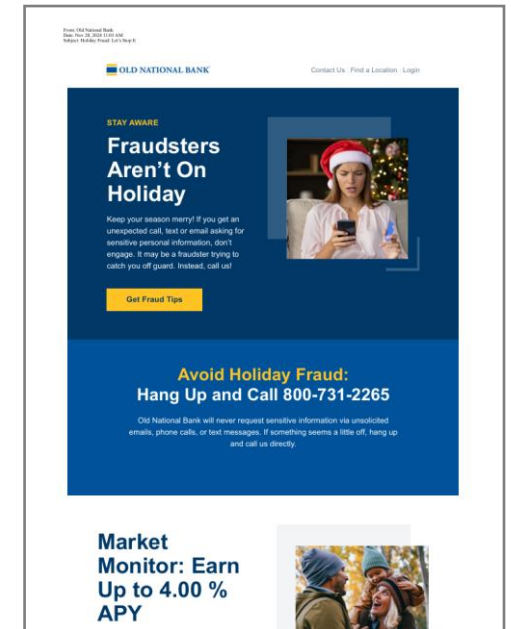 From: Old National Bank
Date: Nov 28, 2024 11:03 AM
Subject: Holiday Fraud: Let's Stop It
OLD NATIONAL BANK
Contact Us Find a Location Login
STAY AWARE
Fraudsters
Aren't On
Holiday
Keep your season merry! If you get an
unexpected call, text or email asking for
sensitive personal information, don't
engage. It may be a fraudster trying to
catch you off guard. Instead, call us!
Get Fraud Tips
Avoid Holiday Fraud:
Hang Up and Call 800-731-2265
Old National Bank will never request sensitive information via unsolicited
emails, phone calls, or text messages. If something seems a little off, hang up
and call us directly.
Market
Monitor: Earn
Up to 4.00 %
APY